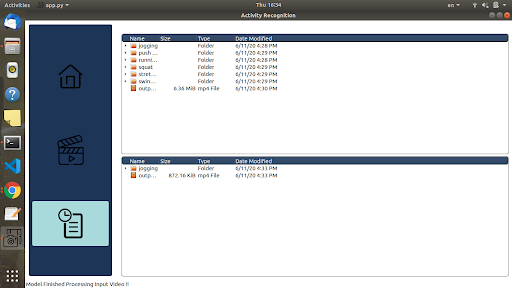 Activities app.py Thu 16:34 en
Activity Recognition
Name Size Type Date Modified
jogging Folder 6/11/20 4:28 PM
push ... Folder 6/11/20 4:29 PM
runni... Folder 6/11/20 4:28 PM
squat Folder 6/11/20 4:29 PM
stret... Folder 6/11/20 4:29 PM
swin... Folder 6/11/20 4:29 PM
outp... 6.36 MiB mp4 File 6/11/20 4:30 PM
Name Size Type Date Modified
jogging Folder 6/11/20 4:33 PM
outp... 872.16 KiB mp4 File 6/11/20 4:33 PM
Model Finished Processing Input Video !!